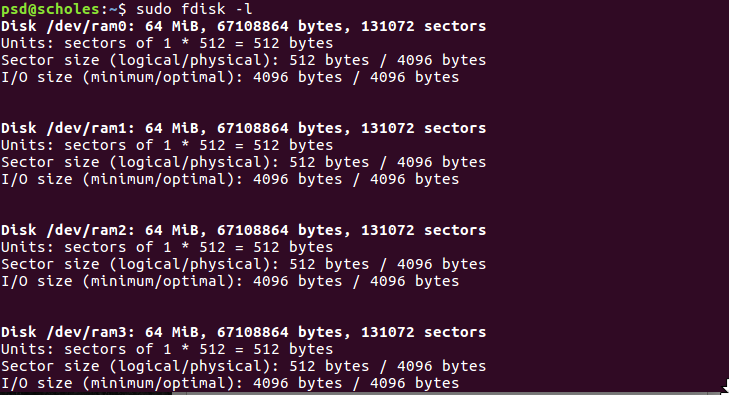 psd@scholes:~$ sudo fdisk -l
Disk /dev/ram0: 64 MiB, 67108864 bytes, 131072 sectors
Units: sectors of 1 * 512 = 512 bytes
Sector size (logical/physical): 512 bytes / 4096 bytes
I/O size (minimum/optimal): 4096 bytes / 4096 bytes
Disk /dev/ram1: 64 MiB, 67108864 bytes, 131072 sectors
Units: sectors of 1 * 512 = 512 bytes
Sector size (logical/physical): 512 bytes / 4096 bytes
I/O size (minimum/optimal): 4096 bytes / 4096 bytes
Disk /dev/ram2: 64 MiB, 67108864 bytes, 131072 sectors
Units: sectors of 1 * 512 = 512 bytes
Sector size (logical/physical): 512 bytes / 4096 bytes
I/O size (minimum/optimal): 4096 bytes / 4096 bytes
Disk /dev/ram3: 64 MiB, 67108864 bytes, 131072 sectors
Units: sectors of 1 * 512 = 512 bytes
Sector size (logical/physical): 512 bytes / 4096 bytes
I/O size (minimum/optimal): 4096 bytes / 4096 bytes